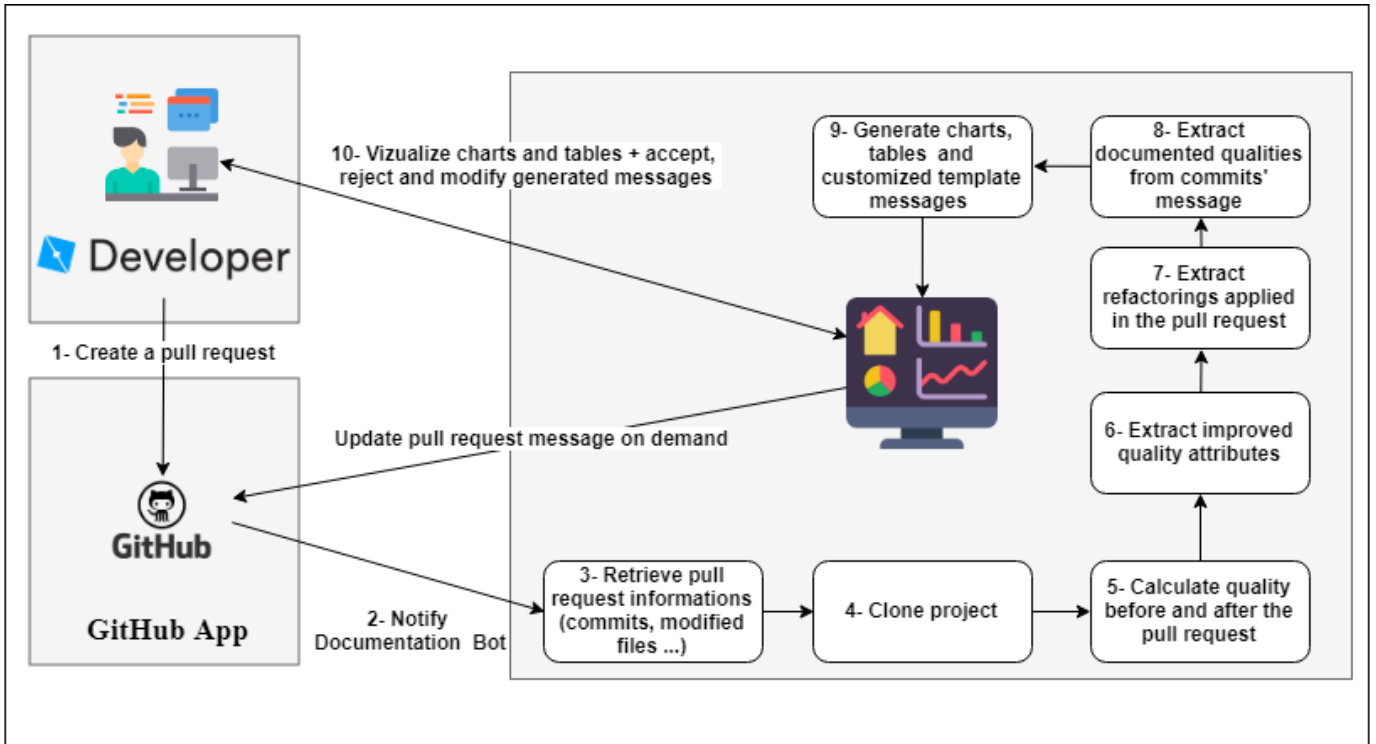 Developer
1- Create a pull request
GitHub
GitHub App
2- Notify
Documentation Bot
3- Retrieve pull
request informations
(commits, modified
files ...)
4- Clone project
5- Calculate quality
before and after the
pull request
6- Extract improved
quality attributes
7- Extract
refactorings applied
in the pull request
8- Extract
documented qualities
from commits'
message
9- Generate charts,
tables and
customized template
messages
10- Vizualize charts and tables + accept,
reject and modify generated messages
Update pull request message on demand